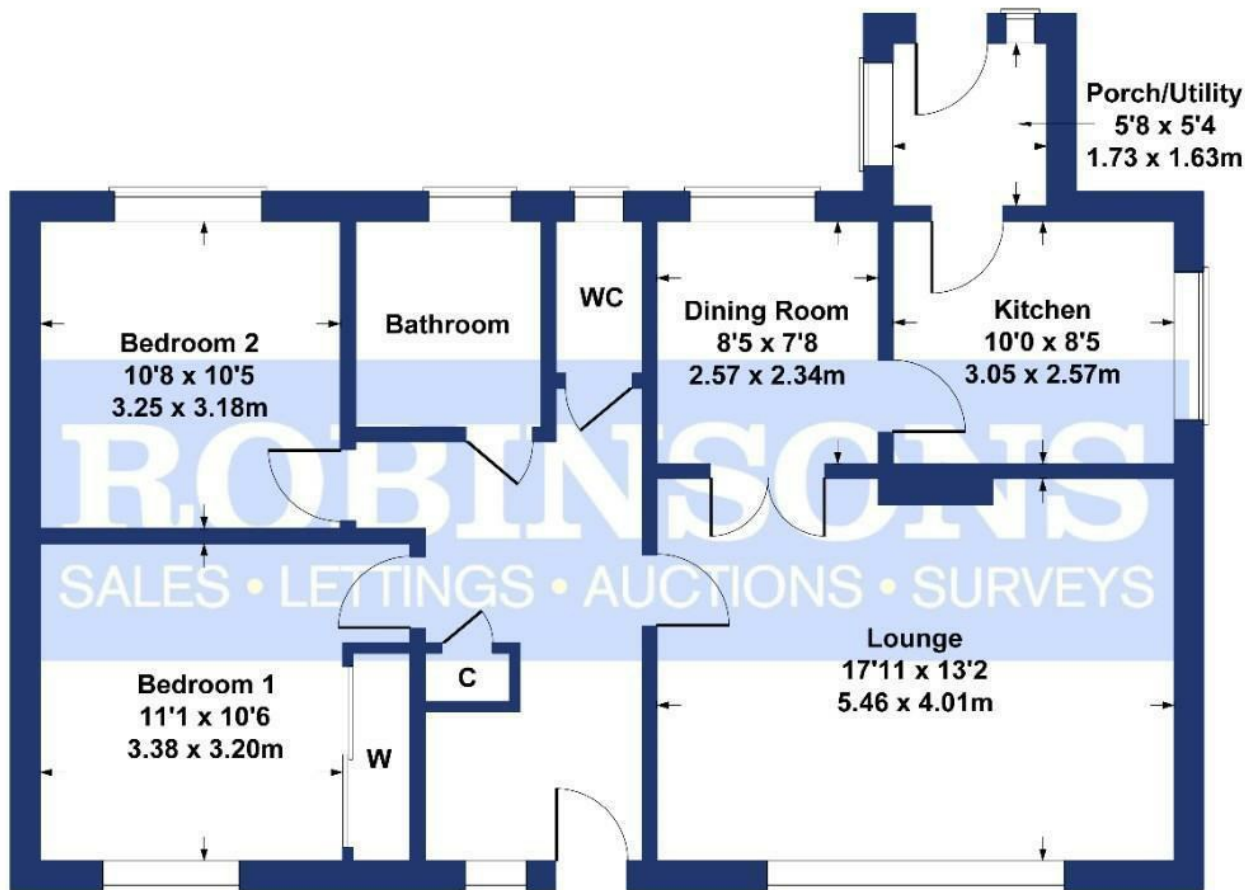 Porch/Utility
5'8 x 5'4
1.73 x 1.63m
Bedroom 2
10'8 x 10'5
3.25 x 3.18m
Bathroom
WC
Dining Room
8'5 x 7'8
2.57 x 2.34m
Kitchen
10'0 x 8'5
3.05 x 2.57m
ROBINSONS
SALES • LETTINGS • AUCTIONS • SURVEYS
Bedroom 1
11'1 x 10'6
3.38 x 3.20m
W
C
Lounge
17'11 x 13'2
5.46 x 4.01m